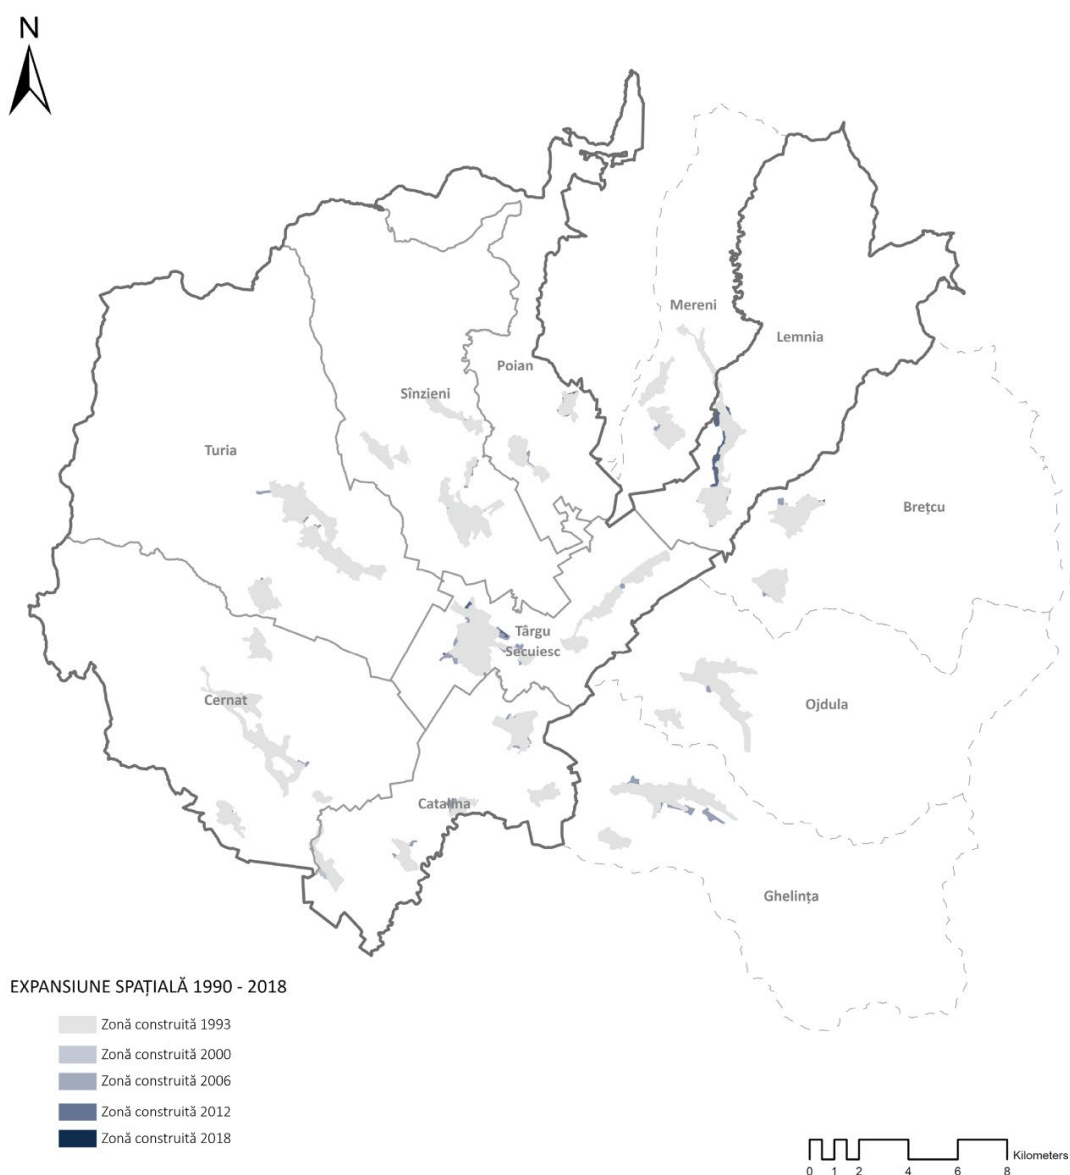 N
Mereni
Lemnia
Poian
Sînzieni
Turia
Brețcu
Târgu
Secuiesc
Cernat
Ojdula
Catalina
Ghelința
EXPANSIUNE SPAȚIALĂ 1990 - 2018
Zonă construită 1993
Zonă construită 2000
Zonă construită 2006
Zonă construită 2012
Zonă construită 2018
Kilometers
0 1 2 4 6 8